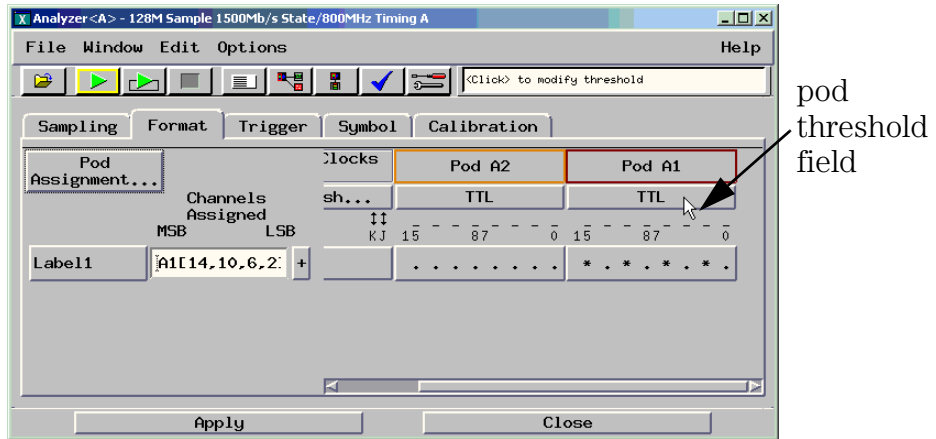 Analyzer<A> - 128M Sample 1500Mb/s State/800MHz Timing A
File Window Edit Options Help
<Click> to modify threshold
Sampling Format Trigger Symbol Calibration
Pod Assignment...
Clocks Pod A2 Pod A1
sh... TTL TTL
Channels Assigned
MSB LSB
KJ 15 - - 87 - - 0 15 - - 87 - - 0
Label1 A1[14,10,6,2] + . . . . . . . . * . * . * . * .
Apply Close
pod
threshold
field